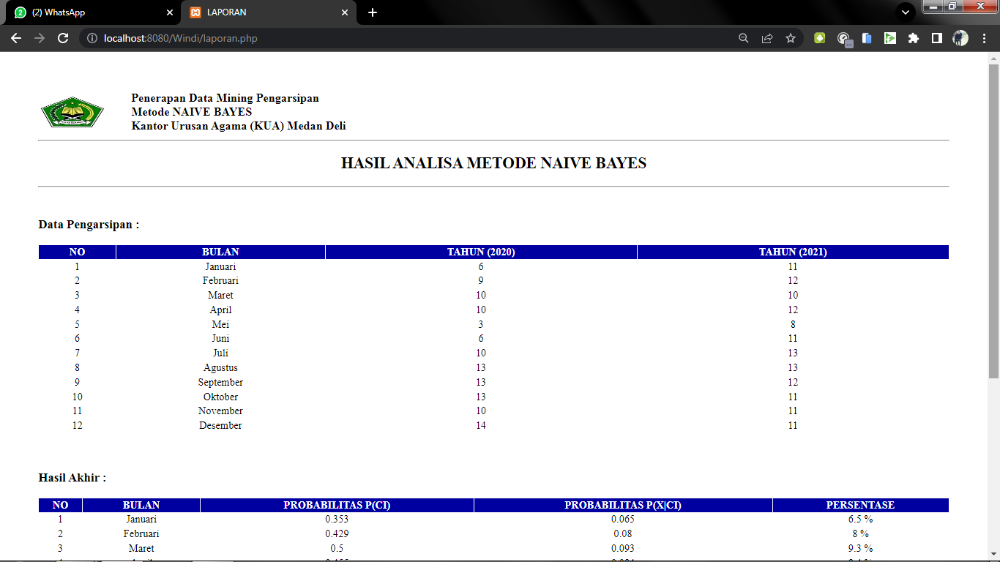 (2) WhatsApp
LAPORAN
localhost:8080/Windi/laporan.php
Penerapan Data Mining Pengarsipan
Metode NAIVE BAYES
Kantor Urusan Agama (KUA) Medan Deli
HASIL ANALISA METODE NAIVE BAYES
Data Pengarsipan :
NO BULAN TAHUN (2020) TAHUN (2021)
1 Januari 6 11
2 Februari 9 12
3 Maret 10 10
4 April 10 12
5 Mei 3 8
6 Juni 6 11
7 Juli 10 13
8 Agustus 13 13
9 September 13 12
10 Oktober 13 11
11 November 10 11
12 Desember 14 11
Hasil Akhir :
NO BULAN PROBABILITAS P(CI) PROBABILITAS P(X|CI) PERSENTASE
1 Januari 0.353 0.065 6.5 %
2 Februari 0.429 0.08 8 %
3 Maret 0.5 0.093 9.3 %